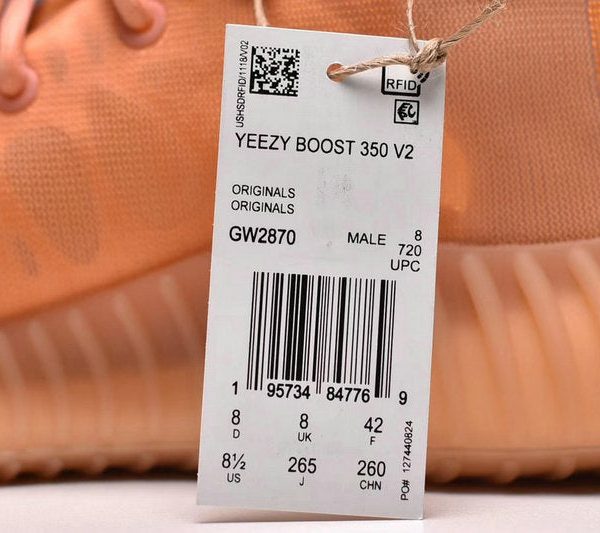 USHSDRFID/1118/V02
RFID
YEEZY BOOST 350 V2
ORIGINALS
ORIGINALS
GW2870
MALE 8
720
UPC
1 95734 84776 9
8 8 42
D UK F
8½ 265 260
US J CHN
PO# 127440824